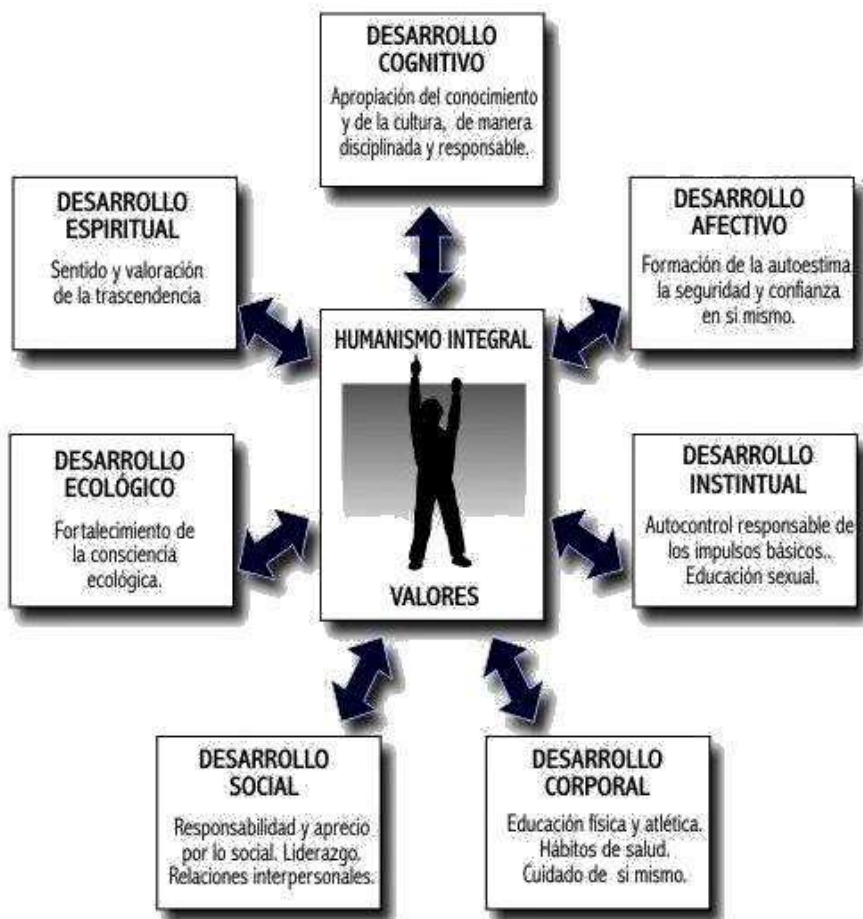 DESARROLLO
COGNITIVO
Apropiación del conocimiento
y de la cultura, de manera
disciplinada y responsable.
DESARROLLO
ESPIRITUAL
Sentido y valoración
de la trascendencia
DESARROLLO
AFECTIVO
Formación de la autoestima
la seguridad y confianza
en si mismo.
HUMANISMO INTEGRAL
VALORES
DESARROLLO
ECOLÓGICO
Fortalecimiento de
la consciencia
ecológica.
DESARROLLO
INSTINTUAL
Autocontrol responsable de
los impulsos básicos..
Educación sexual.
DESARROLLO
SOCIAL
Responsabilidad y aprecio
por lo social. Liderazgo.
Relaciones interpersonales.
DESARROLLO
CORPORAL
Educación física y atlética.
Hábitos de salud.
Cuidado de si mismo.